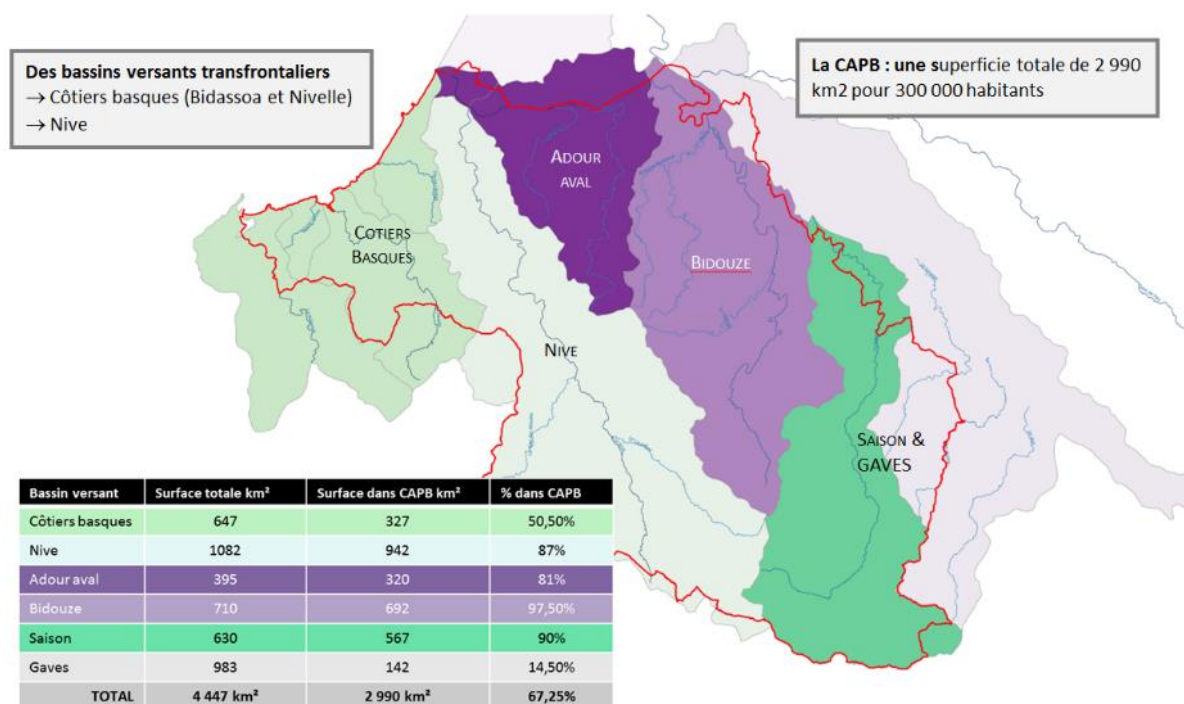 Des bassins versants transfrontaliers
→ Côtiers basques (Bidassoa et Nivelle)
→ Nive
La CAPB : une superficie totale de 2 990
km2 pour 300 000 habitants
ADOUR
AVAL
COTIERS
BASQUES
BIDOUZE
NIVE
SAISON &
GAVES
Bassin versant Surface totale km² Surface dans CAPB km² % dans CAPB
Côtiers basques 647 327 50,50%
Nive 1082 942 87%
Adour aval 395 320 81%
Bidouze 710 692 97,50%
Saison 630 567 90%
Gaves 983 142 14,50%
TOTAL 4 447 km² 2 990 km² 67,25%